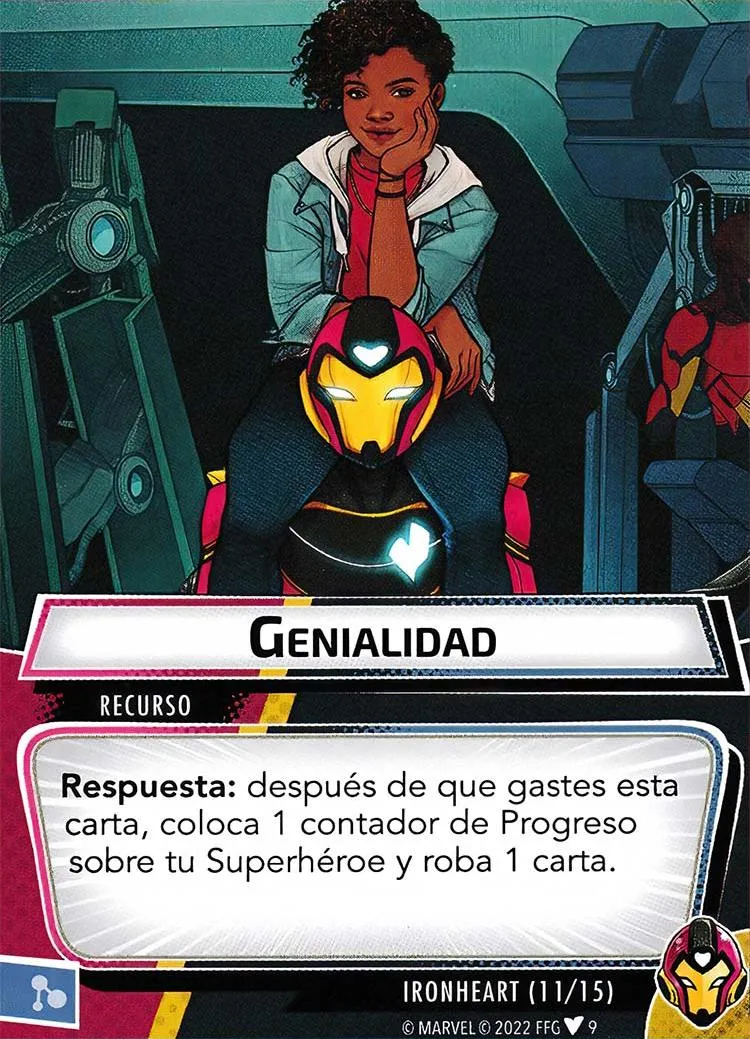 GENIALIDAD
RECURSO
Respuesta: después de que gastes esta
carta, coloca 1 contador de Progreso
sobre tu Superhéroe y roba 1 carta.
IRONHEART (11/15)
© MARVEL © 2022 FFG 9